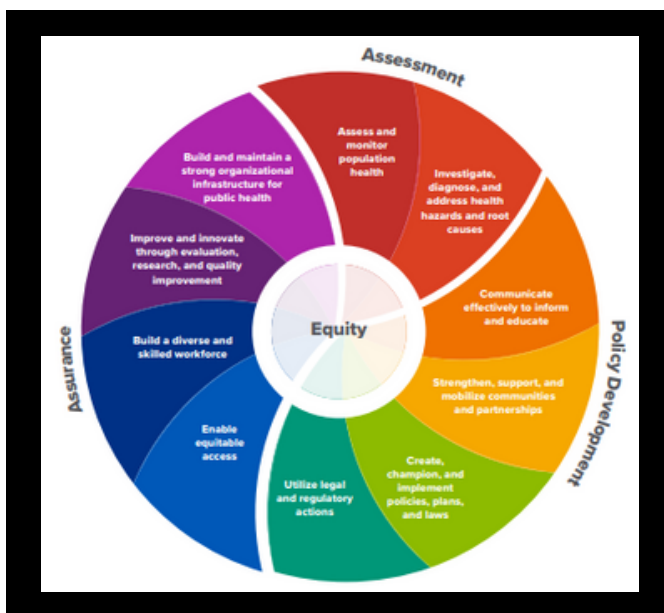 Assessment
Assess and
monitor
population
health
Investigate,
diagnose, and
address health
hazards and root
causes
Communicate
effectively to inform
and educate
Strengthen, support, and
mobilize communities
and partnerships
Policy Development
Create,
champion, and
implement
policies, plans,
and laws
Utilize legal
and regulatory
actions
Enable
equitable
access
Build a diverse and
skilled workforce
Assurance
Improve and innovate
through evaluation,
research, and quality
improvement
Build and maintain a
strong organizational
infrastructure for
public health
Equity